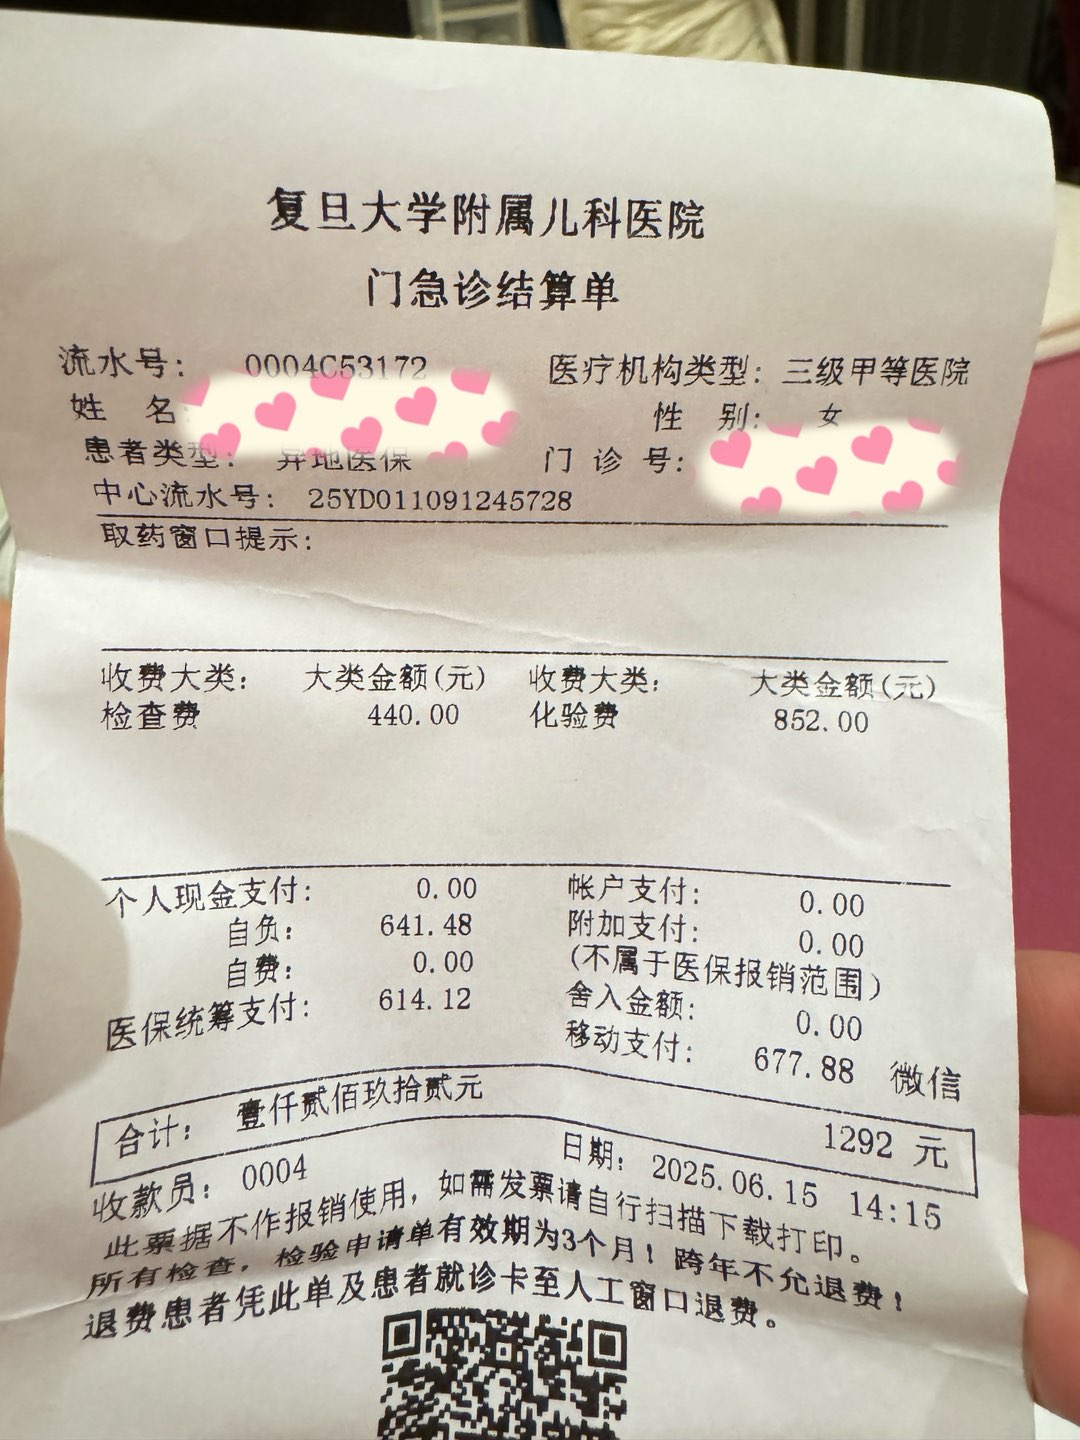 复旦大学附属儿科医院
门急诊结算单
流水号： 0004C53172 医疗机构类型：三级甲等医院
姓 名： 性 别： 女
患者类型： 异地医保 门 诊 号：
中心流水号： 25YD011091245728
取药窗口提示：
收费大类： 大类金额(元) 收费大类： 大类金额(元)
检查费 440.00 化验费 852.00
个人现金支付： 0.00 帐户支付： 0.00
自负： 641.48 附加支付： 0.00
自费： 0.00 (不属于医保报销范围)
医保统筹支付： 614.12 舍入金额： 0.00
移动支付： 677.88 微信
合计： 壹仟贰佰玖拾贰元 1292 元
收款员： 0004 日期： 2025.06.15 14:15
此票据不作报销使用，如需发票请自行扫描下载打印。
所有检查，检验申请单有效期为3个月！跨年不允退费！
退费患者凭此单及患者就诊卡至人工窗口退费。